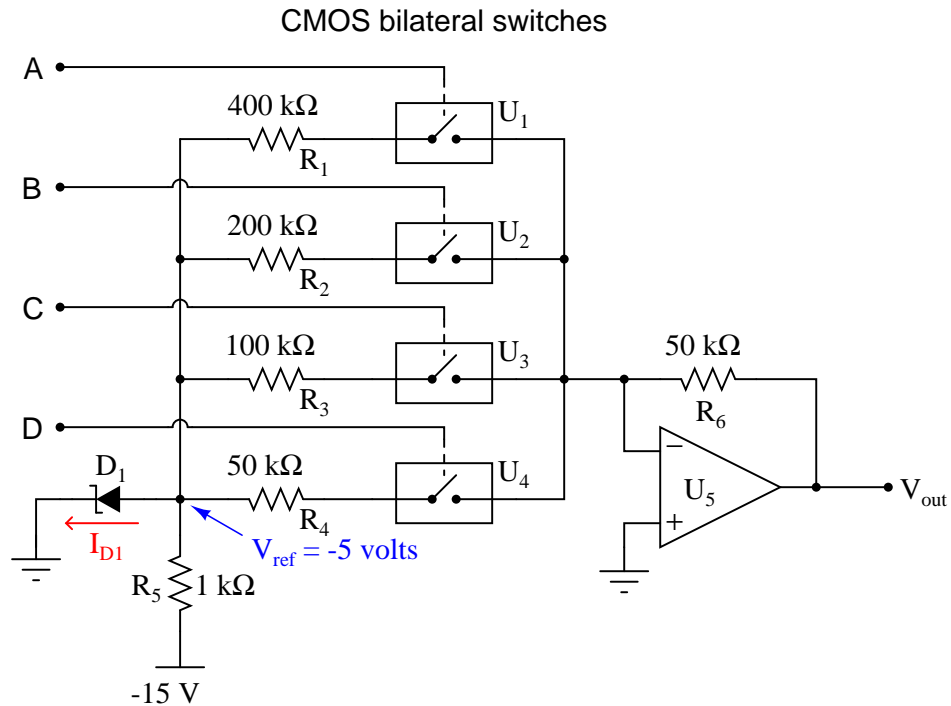 CMOS bilateral switches
A
400 kΩ
U1
R1
B
200 kΩ
U2
R2
C
100 kΩ
U3
R3
50 kΩ
R6
D
D1
50 kΩ
U4
R4
U5
−
+
Vout
ID1
Vref = -5 volts
R5
1 kΩ
-15 V